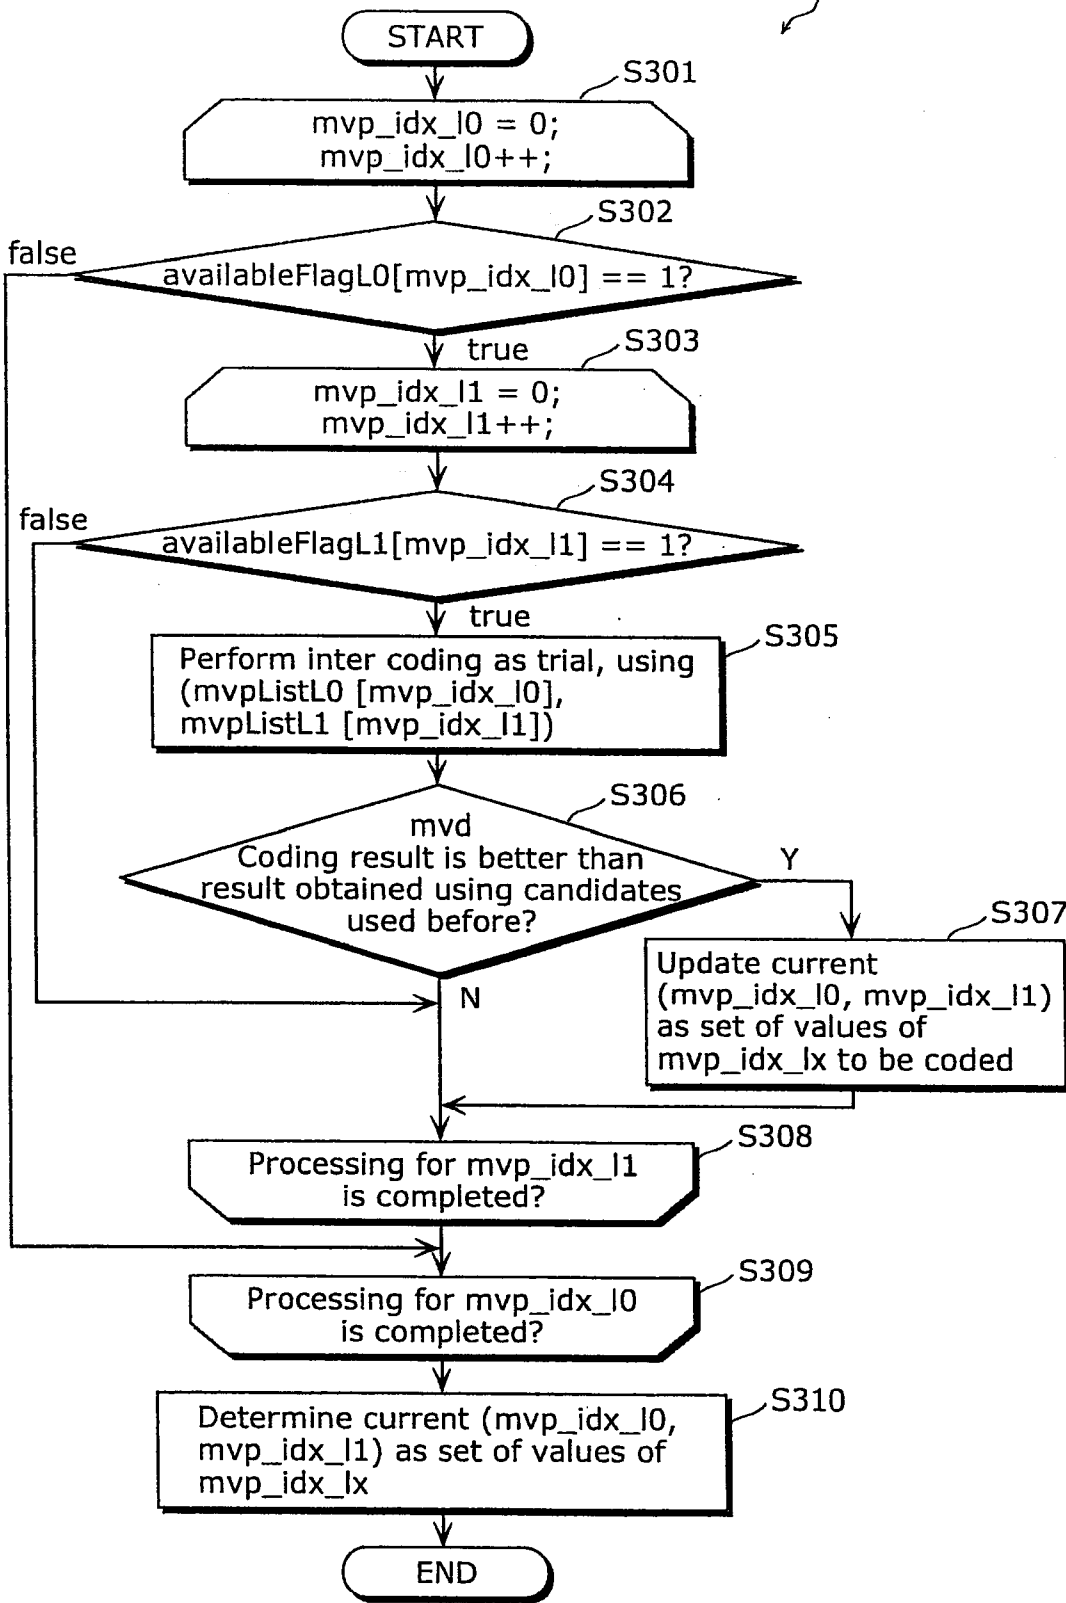 START
S301
mvp_idx_l0 = 0;
mvp_idx_l0++;
S302
false
availableFlagL0[mvp_idx_l0] == 1?
true
S303
mvp_idx_l1 = 0;
mvp_idx_l1++;
S304
false
availableFlagL1[mvp_idx_l1] == 1?
true
S305
Perform inter coding as trial, using
(mvpListL0 [mvp_idx_l0],
mvpListL1 [mvp_idx_l1])
S306
mvd
Coding result is better than
result obtained using candidates
used before?
Y
N
S307
Update current
(mvp_idx_l0, mvp_idx_l1)
as set of values of
mvp_idx_lx to be coded
S308
Processing for mvp_idx_l1
is completed?
S309
Processing for mvp_idx_l0
is completed?
S310
Determine current (mvp_idx_l0,
mvp_idx_l1) as set of values of
mvp_idx_lx
END